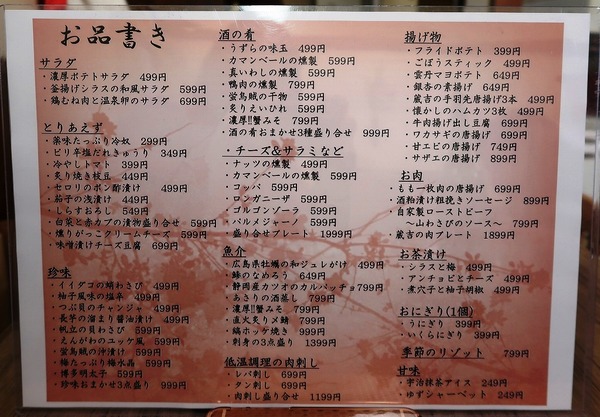 お品書き
サラダ
・濃厚ポテトサラダ 499円
・釜揚げシラスの和風サラダ 599円
・鶏むね肉と温泉卵のサラダ 699円
とりあえず
・薬味たっぷり冷奴 299円
・ピリ辛塩だれきゅうり 349円
・冷やしトマト 399円
・炙り焼き枝豆 449円
・セロリのポン酢漬け 449円
・茄子の浅漬け 449円
・しらすおろし 549円
・白菜と赤カブの漬物盛り合せ 599円
・燻りがっこクリームチーズ 599円
・味噌漬けチーズ豆腐 699円
珍味
・イイダコの蛸わさび 499円
・柚子風味の塩辛 499円
・つぶ貝のチャンジャ 499円
・長芋の溜まり醤油漬け 499円
・帆立の貝わさび 599円
・えんがわのユッケ風 599円
・蛍烏賊の沖漬け 599円
・梅たっぷり梅水晶 599円
・博多明太子 599円
・珍味おまかせ3点盛り 999円
酒の肴
・うずらの味玉 499円
・カマンベールの燻製 599円
・真いわしの燻製 599円
・鴨肉の燻製 799円
・蛍烏賊の干物 599円
・炙りえいひれ 599円
・濃厚!!蟹みそ 799円
・酒の肴おまかせ3種盛り合せ 999円
・チーズ&サラミなど
・ナッツの燻製 499円
・カマンベールの燻製 599円
・コッパ 599円
・ロンガニーザ 599円
・ゴルゴンゾーラ 599円
・パルメジャーノ 599円
・盛り合せプレート 1999円
魚介
・広島県牡蠣の和ジュレがけ 499円
・鯵のなめろう 649円
・静岡産カツオのカルパッチョ 799円
・あさりの酒蒸し 799円
・濃厚!!蟹みそ 799円
・直火炙り〆鯖 799円
・縞ホッケ焼き 999円
・刺身の3点盛り 1399円
低温調理の肉刺し
・レバ刺し 699円
・タン刺し 699円
・肉刺し盛り合せ 1199円
揚げ物
・フライドポテト 399円
・ごぼうスティック 499円
・雲丹マヨポテト 649円
・銀杏の素揚げ 499円
・蔵吉の手羽先唐揚げ3本 499円
・懐かしのハムカツ3枚 499円
・牛肉揚げ出し豆腐 699円
・ワカサギの唐揚げ 699円
・甘エビの唐揚げ 749円
・サザエの唐揚げ 899円
お肉
・もも一枚肉の唐揚げ 699円
・酒粕漬け粗挽きソーセージ 899円
・自家製ローストビーフ
～山わさびのソース～ 799円
・蔵吉の肉プレート 1899円
お茶漬け
・シラスと梅 499円
・アンチョビとチーズ 499円
・煮穴子と柚子胡椒 499円
おにぎり(1個)
・うにぎり 399円
・いくらにぎり 399円
季節のリゾット 799円
甘味
・宇治抹茶アイス 249円
・ゆずシャーベット 249円